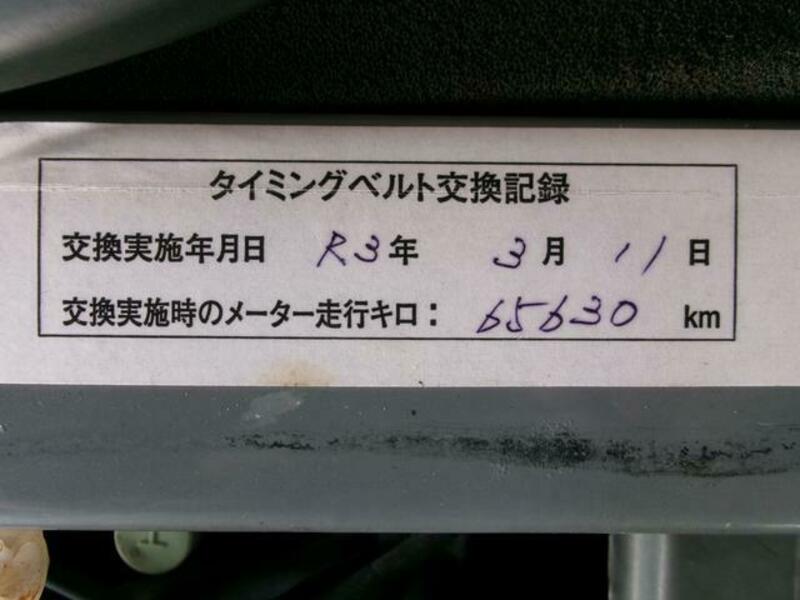 タイミングベルト交換記録
交換実施年月日 R3年 3月 11日
交換実施時のメーター走行キロ： 65630 km